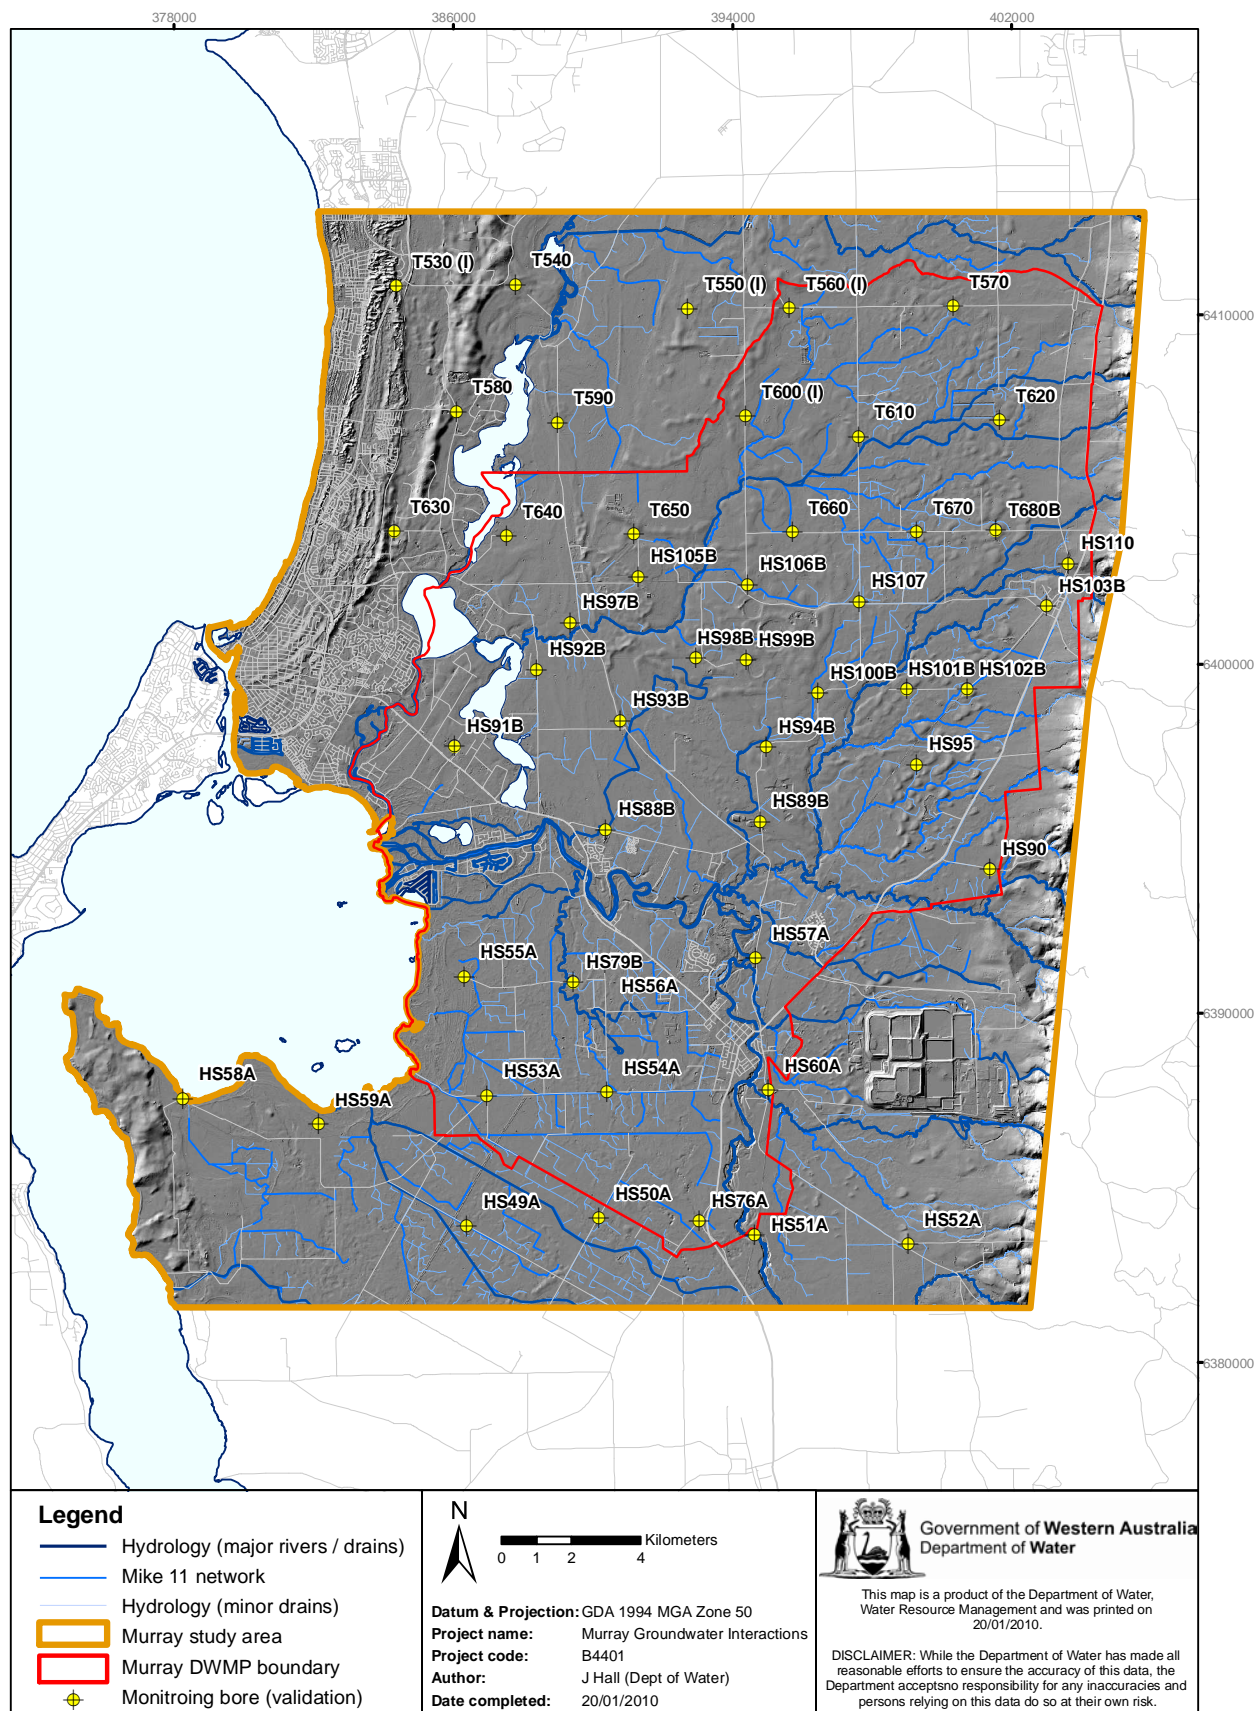 378000 386000 394000 402000
T530 (I) T540
T550 (I) T560 (I) T570
6410000
T580 T590 T600 (I) T610 T620
T630 T640 T650 T660 T670 T680B
HS105B HS106B HS107 HS110
HS103B
HS97B
HS92B HS98B HS99B
6400000
HS100B HS101B HS102B
HS93B
HS91B HS94B
HS95
HS88B HS89B
HS90
HS57A
HS55A HS79B
HS56A
6390000
HS58A HS53A HS54A HS60A
HS59A
HS49A HS50A HS76A
HS51A HS52A
6380000
Legend
Hydrology (major rivers / drains)
Mike 11 network
Hydrology (minor drains)
Murray study area
Murray DWMP boundary
Monitroing bore (validation)
N
Kilometers
0 1 2 4
Datum & Projection: GDA 1994 MGA Zone 50
Project name: Murray Groundwater Interactions
Project code: B4401
Author: J Hall (Dept of Water)
Date completed: 20/01/2010
Government of Western Australia
Department of Water
This map is a product of the Department of Water,
Water Resource Management and was printed on
20/01/2010.
DISCLAIMER: While the Department of Water has made all
reasonable efforts to ensure the accuracy of this data, the
Department acceptsno responsibility for any inaccuracies and
persons relying on this data do so at their own risk.